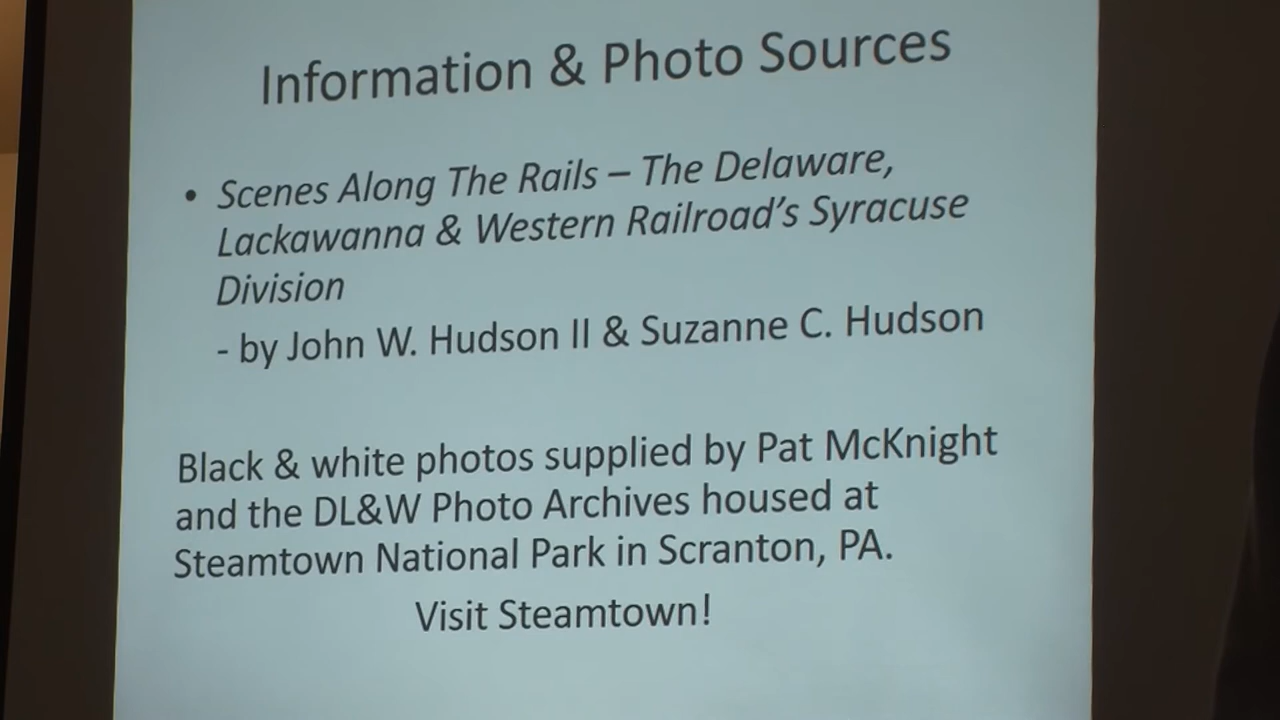 Information & Photo Sources
• Scenes Along The Rails – The Delaware,
Lackawanna & Western Railroad's Syracuse
Division
- by John W. Hudson II & Suzanne C. Hudson
Black & white photos supplied by Pat McKnight
and the DL&W Photo Archives housed at
Steamtown National Park in Scranton, PA.
Visit Steamtown!